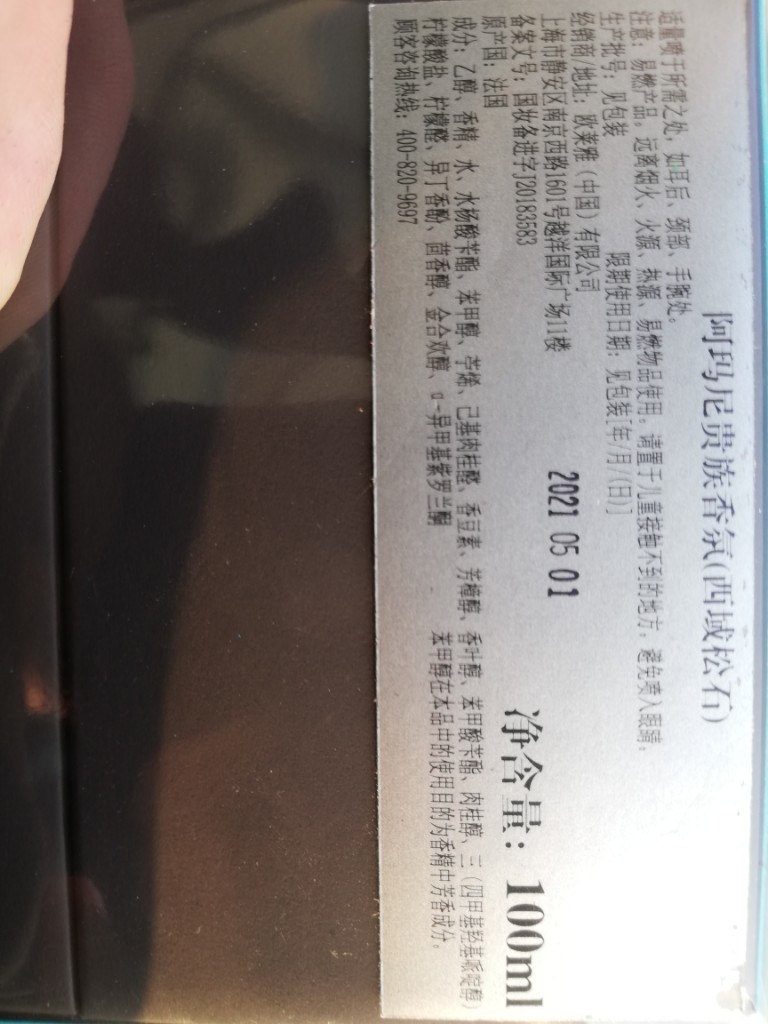 阿玛尼贵族香氛(西域松石)
适量喷于所需之处，如耳后、颈部、手腕处。
注意：易燃产品。远离烟火、火源、热源、易燃物品使用。请置于儿童接触不到的地方。避免喷入眼睛。
生产批号：见包装 限期使用日期：见包装[年/月/(日)]
经销商/地址：欧莱雅（中国）有限公司
上海市静安区南京西路1601号越洋国际广场11楼
2021 05 01
备案文号：国妆备进字J20183583
原产国：法国
净含量：100ml
成分：乙醇、香精、水、水杨酸苄酯、苯甲醇、苧烯、己基肉桂醛、香豆素、芳樟醇、香叶醇、苯甲酸苄酯、肉桂醇、三（四甲基羟基哌啶醇）
柠檬酸盐、柠檬醛、异丁香酚、茴香醇、金合欢醇、α-异甲基紫罗兰酮 苯甲醇在本品中的使用目的为香精中芳香成分。
顾客咨询热线：400-820-9697